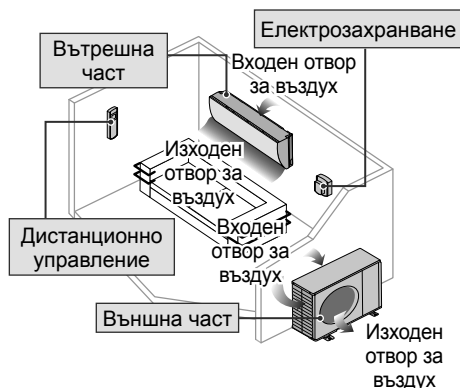 Електрозахранване
Вътрешна
част
Входен отвор
за въздух
Изходен
отвор за
въздух
Дистанционно
управление
Входен
отвор за
въздух
Външна част
Изходен
отвор за
въздух